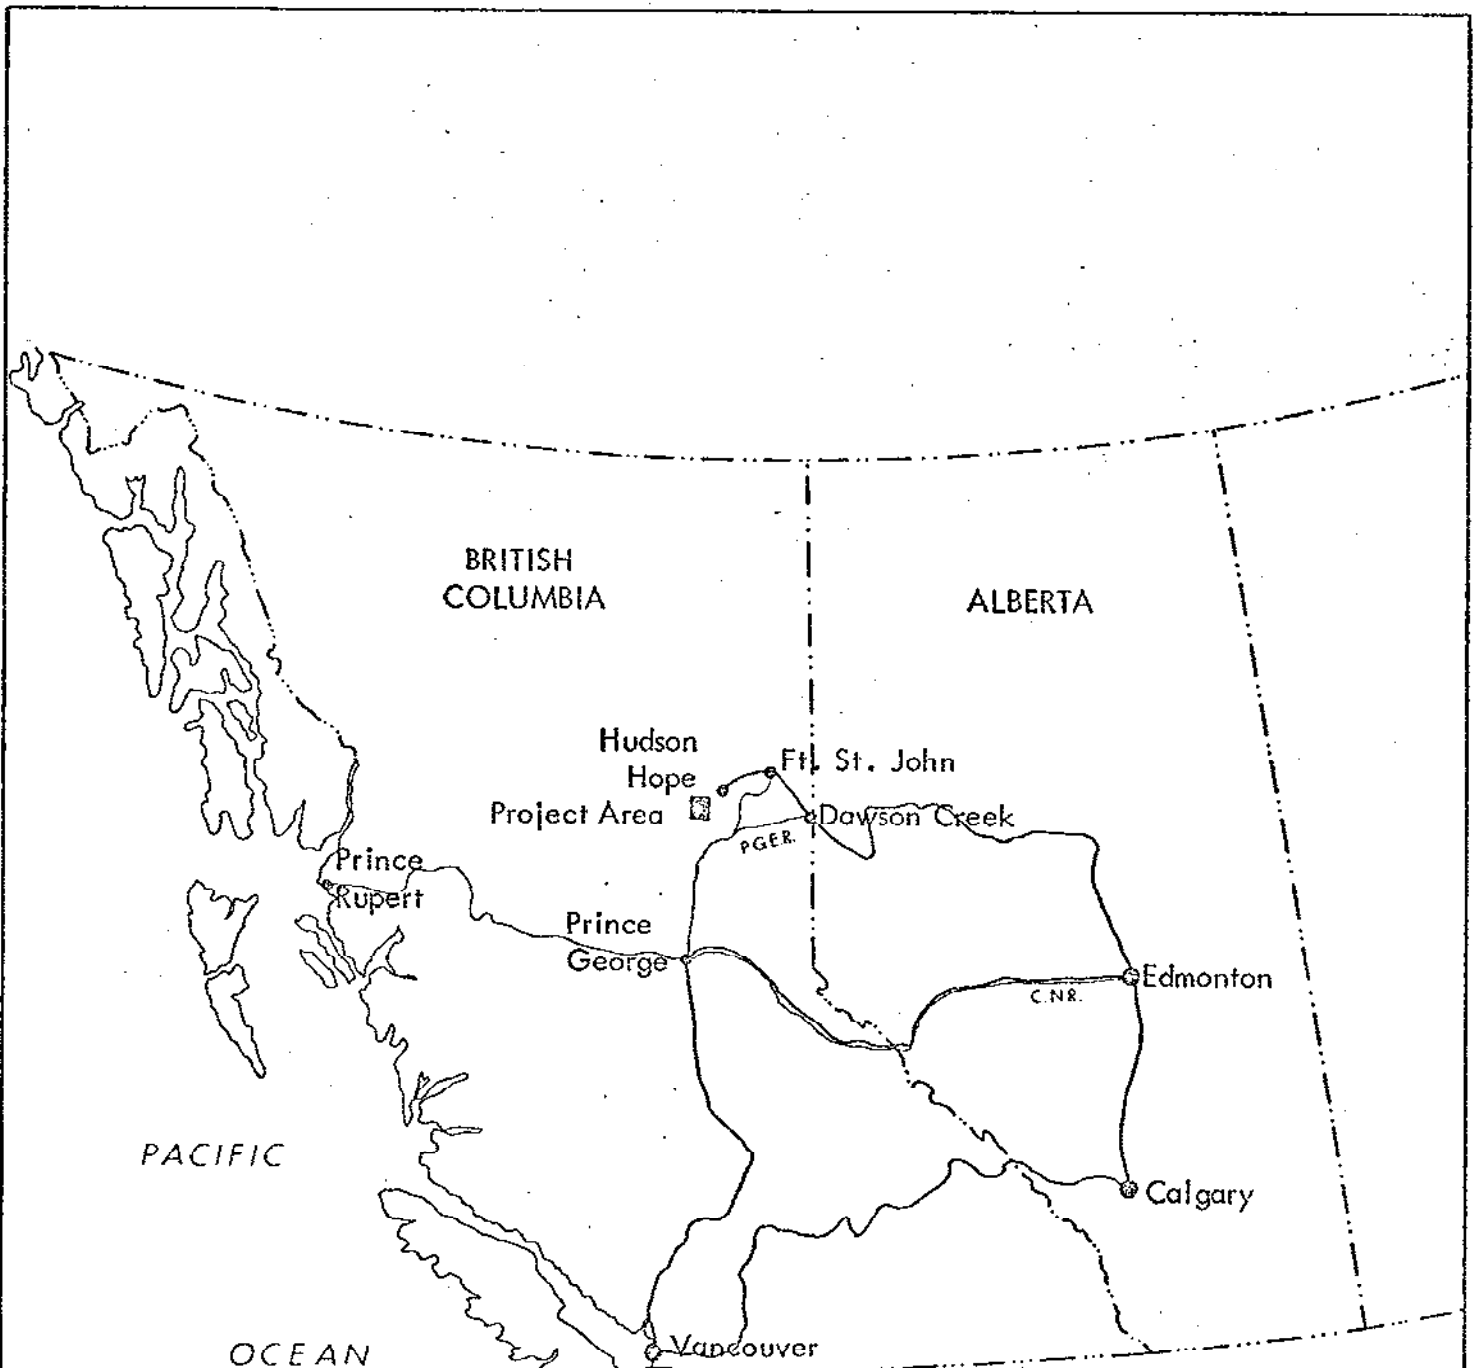 BRITISH
COLUMBIA
ALBERTA
Hudson
Hope
Ft. St. John
Project Area
Dawson Creek
P.G.E.R.
Prince
Rupert
Prince
George
Edmonton
C.N.R.
PACIFIC
Calgary
OCEAN
Vancouver